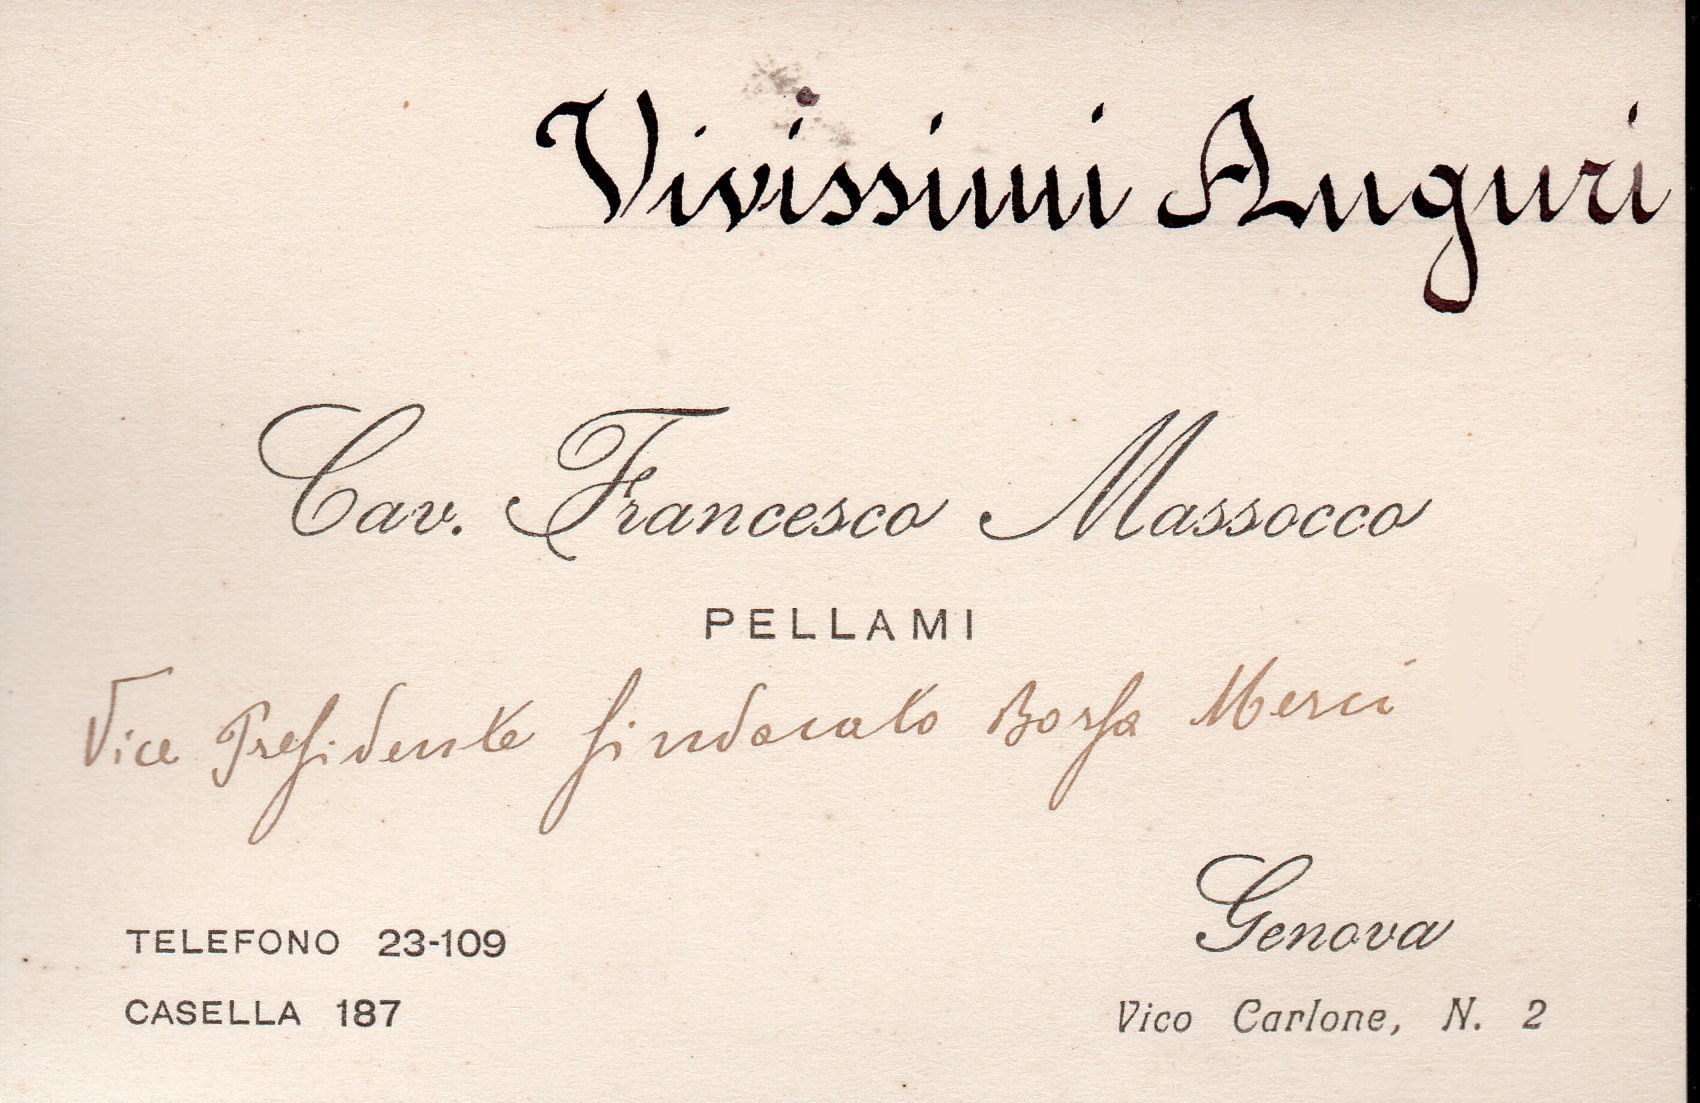 Vivissimi Auguri
Cav. Francesco Massocco
PELLAMI
Vice Presidente Sindacato Borsa Merci
TELEFONO 23-109
CASELLA 187
Genova
Vico Carlone, N. 2